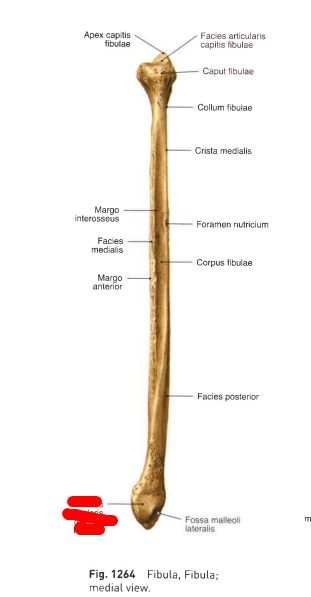 Apex capitis
fibulae
Facies articularis
capitis fibulae
Caput fibulae
Collum fibulae
Crista medialis
Margo
interosseus
Foramen nutricium
Facies
medialis
Corpus fibulae
Margo
anterior
Facies posterior
Fossa malleoli
lateralis
m
Fig. 1264 Fibula, Fibula;
medial view.